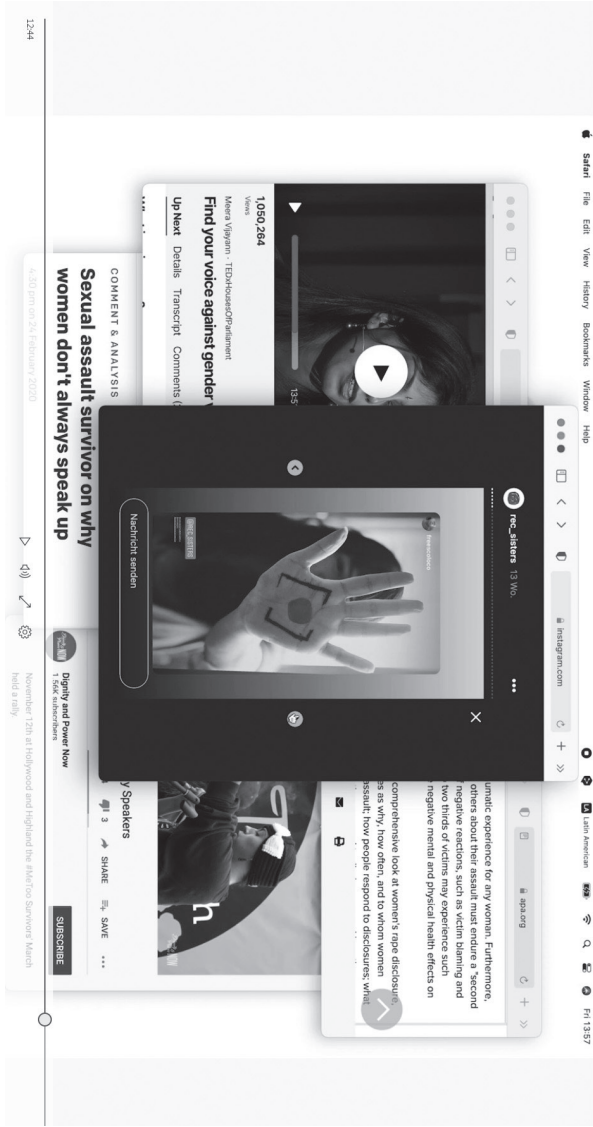 Safari File Edit View History Bookmarks Window Help
LA Latin American
Fri 13:57
1,050,264
Views
Meera Vijayann - TEDxHousesOfParliament
Find your voice against gender v
Up Next Details Transcript Comments (
13:5
COMMENT & ANALYSIS
Sexual assault survivor on why
women don't always speak up
4:30 pm on 24 February 2020
instagram.com
rec_sisters 13 Wo.
Nachricht senden
apa.org
umatic experience for any woman. Furthermore,
others about their assault must endure a "second
negative reactions, such as victim blaming and
two thirds of victims may experience such
negative mental and physical health effects on
comprehensive look at women's rape disclosure,
es as why, how often, and to whom women
assault; how people respond to disclosures; what
y Speakers
3 SHARE SAVE
h
Dignity and Power Now
1.56K subscribers
SUBSCRIBE
November 12th at Hollywood and Highland the #MeToo Survivors' March
held a rally.
12:44